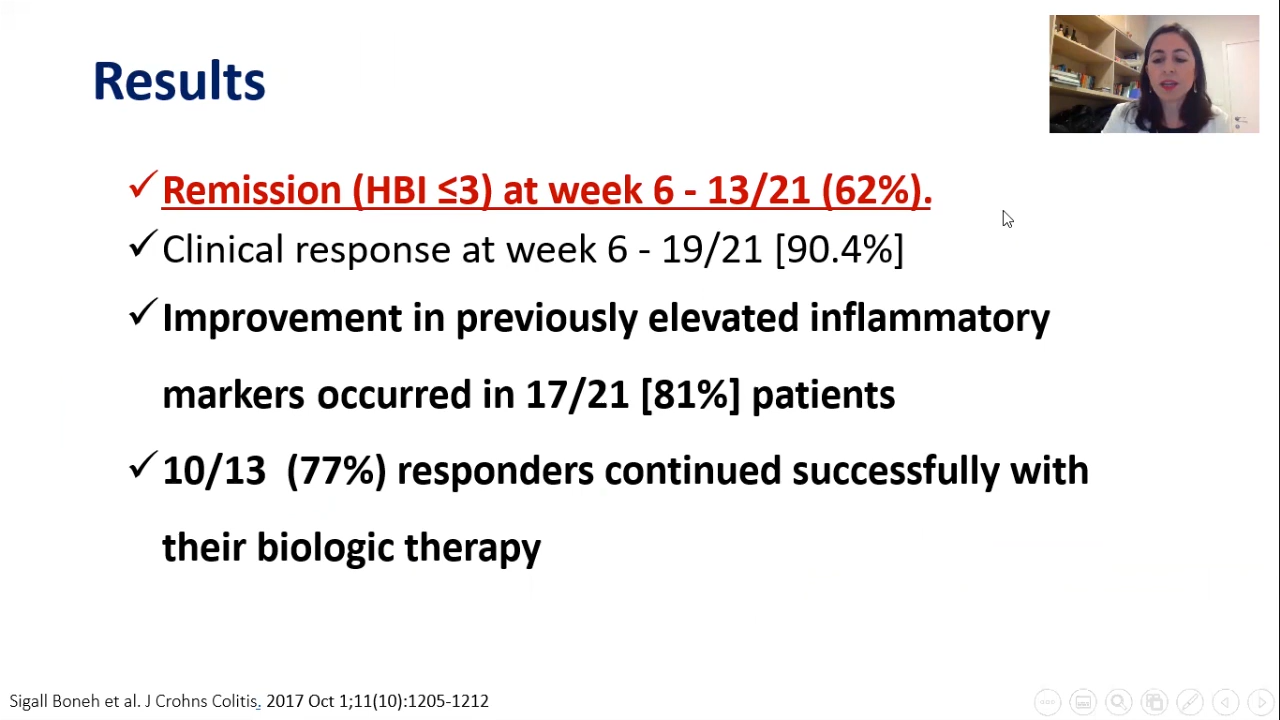 Results
✓Remission (HBI ≤3) at week 6 - 13/21 (62%).
✓Clinical response at week 6 - 19/21 [90.4%]
✓Improvement in previously elevated inflammatory
markers occurred in 17/21 [81%] patients
✓10/13 (77%) responders continued successfully with
their biologic therapy
Sigall Boneh et al. J Crohns Colitis. 2017 Oct 1;11(10):1205-1212